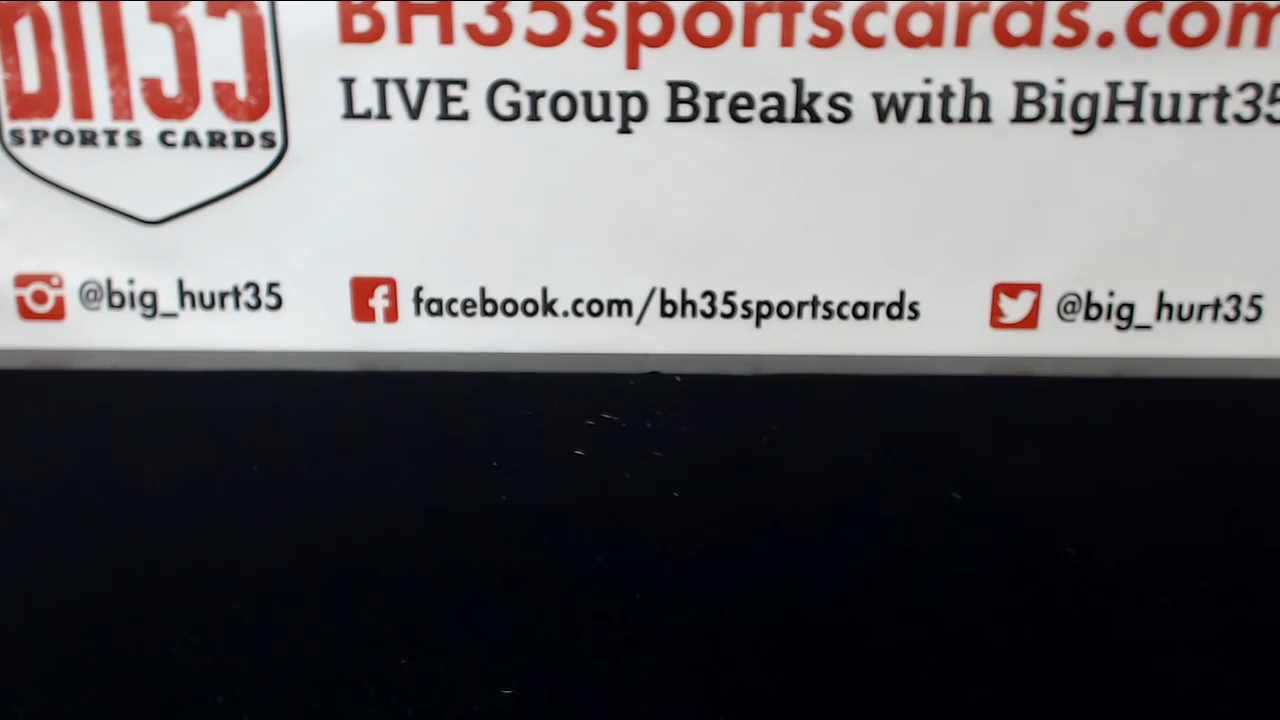 BH35
SPORTS CARDS
BH35sportscards.com
LIVE Group Breaks with BigHurt35
@big_hurt35
facebook.com/bh35sportscards
@big_hurt35